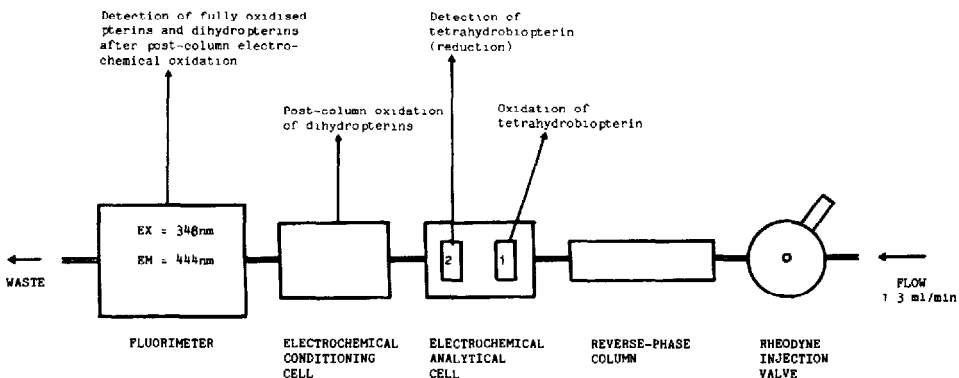 Detection of fully oxidised
pterins and dihydropterins
after post-column electro-
chemical oxidation
Detection of
tetrahydrobiopterin
(reduction)
Post-column oxidation
of dihydropterins
Oxidation of
tetrahydrobiopterin
EX = 348nm
EM = 444nm
2
1
WASTE
FLOW
1 3 ml/min
FLUORIMETER
ELECTROCHEMICAL
CONDITIONING
CELL
ELECTROCHEMICAL
ANALYTICAL
CELL
REVERSE-PHASE
COLUMN
RHEODYNE
INJECTION
VALVE